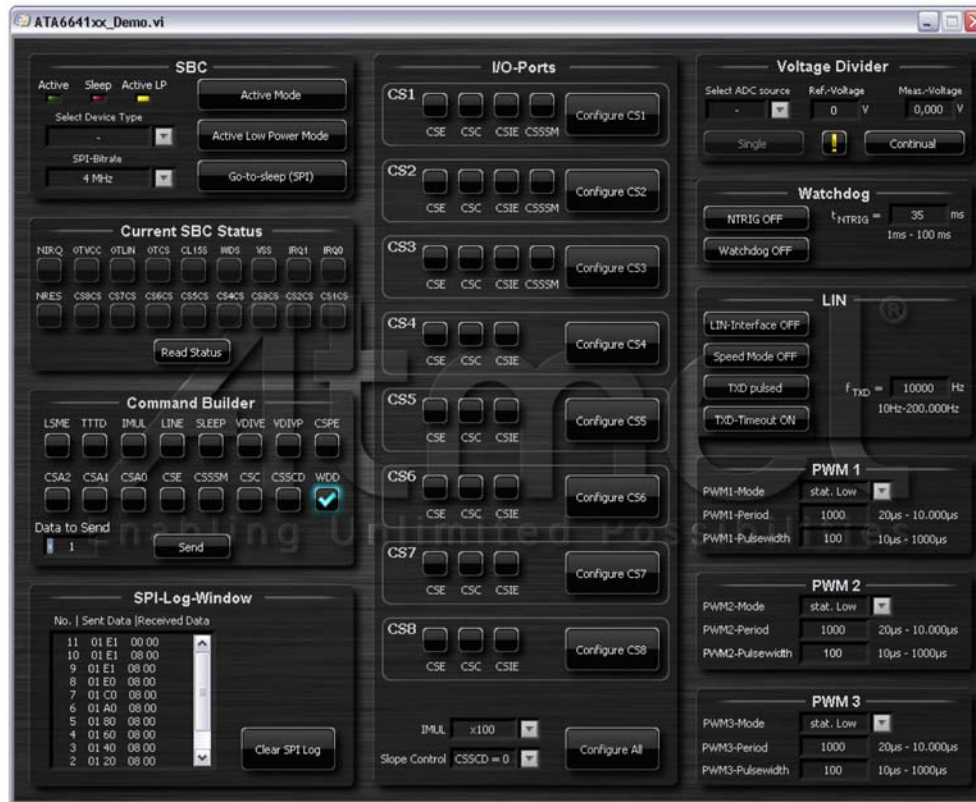 ATA6641xx_Demo.vi
SBC
Active Sleep Active LP
Active Mode
Select Device Type
-
Active Low Power Mode
SPI-Bitrate
4 MHz
Go-to-sleep (SPI)
Current SBC Status
NIRQ OTVCC OTLIN OTCS CL15S WDS VSS IRQ1 IRQ0
NRES CS8CS CS7CS CS6CS CS5CS CS4CS CS3CS CS2CS CS1CS
Read Status
Command Builder
LSME TTTD IMUL LINE SLEEP VDIVE VDIVP CSPE
CSA2 CSA1 CSA0 CSE CSSSM CSC CSSCD WDD
Data to Send
1
Send
SPI-Log-Window
No. | Sent Data |Received Data
11 01 E1 00 00
10 01 E1 08 00
9 01 E1 08 00
8 01 E0 08 00
7 01 C0 08 00
6 01 A0 08 00
5 01 80 08 00
4 01 60 08 00
3 01 40 08 00
2 01 20 08 00
Clear SPI Log
I/O-Ports
CS1
CSE CSC CSIE CSSSM
Configure CS1
CS2
CSE CSC CSIE CSSSM
Configure CS2
CS3
CSE CSC CSIE CSSSM
Configure CS3
CS4
CSE CSC CSIE
Configure CS4
CS5
CSE CSC CSIE
Configure CS5
CS6
CSE CSC CSIE
Configure CS6
CS7
CSE CSC CSIE
Configure CS7
CS8
CSE CSC CSIE
Configure CS8
IMUL x100
Slope Control CSSCD = 0
Configure All
Voltage Divider
Select ADC source Ref.-Voltage Meas.-Voltage
- 0 V 0,000 V
Single ! Continual
Watchdog
NTRIG OFF
tNTRIG = 35 ms
1ms - 100 ms
Watchdog OFF
LIN
LIN-Interface OFF
Speed Mode OFF
TXD pulsed
fTXD = 10000 Hz
10Hz-200.000Hz
TXD-Timeout ON
PWM 1
PWM1-Mode stat. Low
PWM1-Period 1000 20µs - 10.000µs
PWM1-Pulsewidth 100 10µs - 1000µs
PWM 2
PWM2-Mode stat. Low
PWM2-Period 1000 20µs - 10.000µs
PWM2-Pulsewidth 100 10µs - 1000µs
PWM 3
PWM3-Mode stat. Low
PWM3-Period 1000 20µs - 10.000µs
PWM3-Pulsewidth 100 10µs - 1000µs
Atmel ®
Enabling Unlimited Possibilities